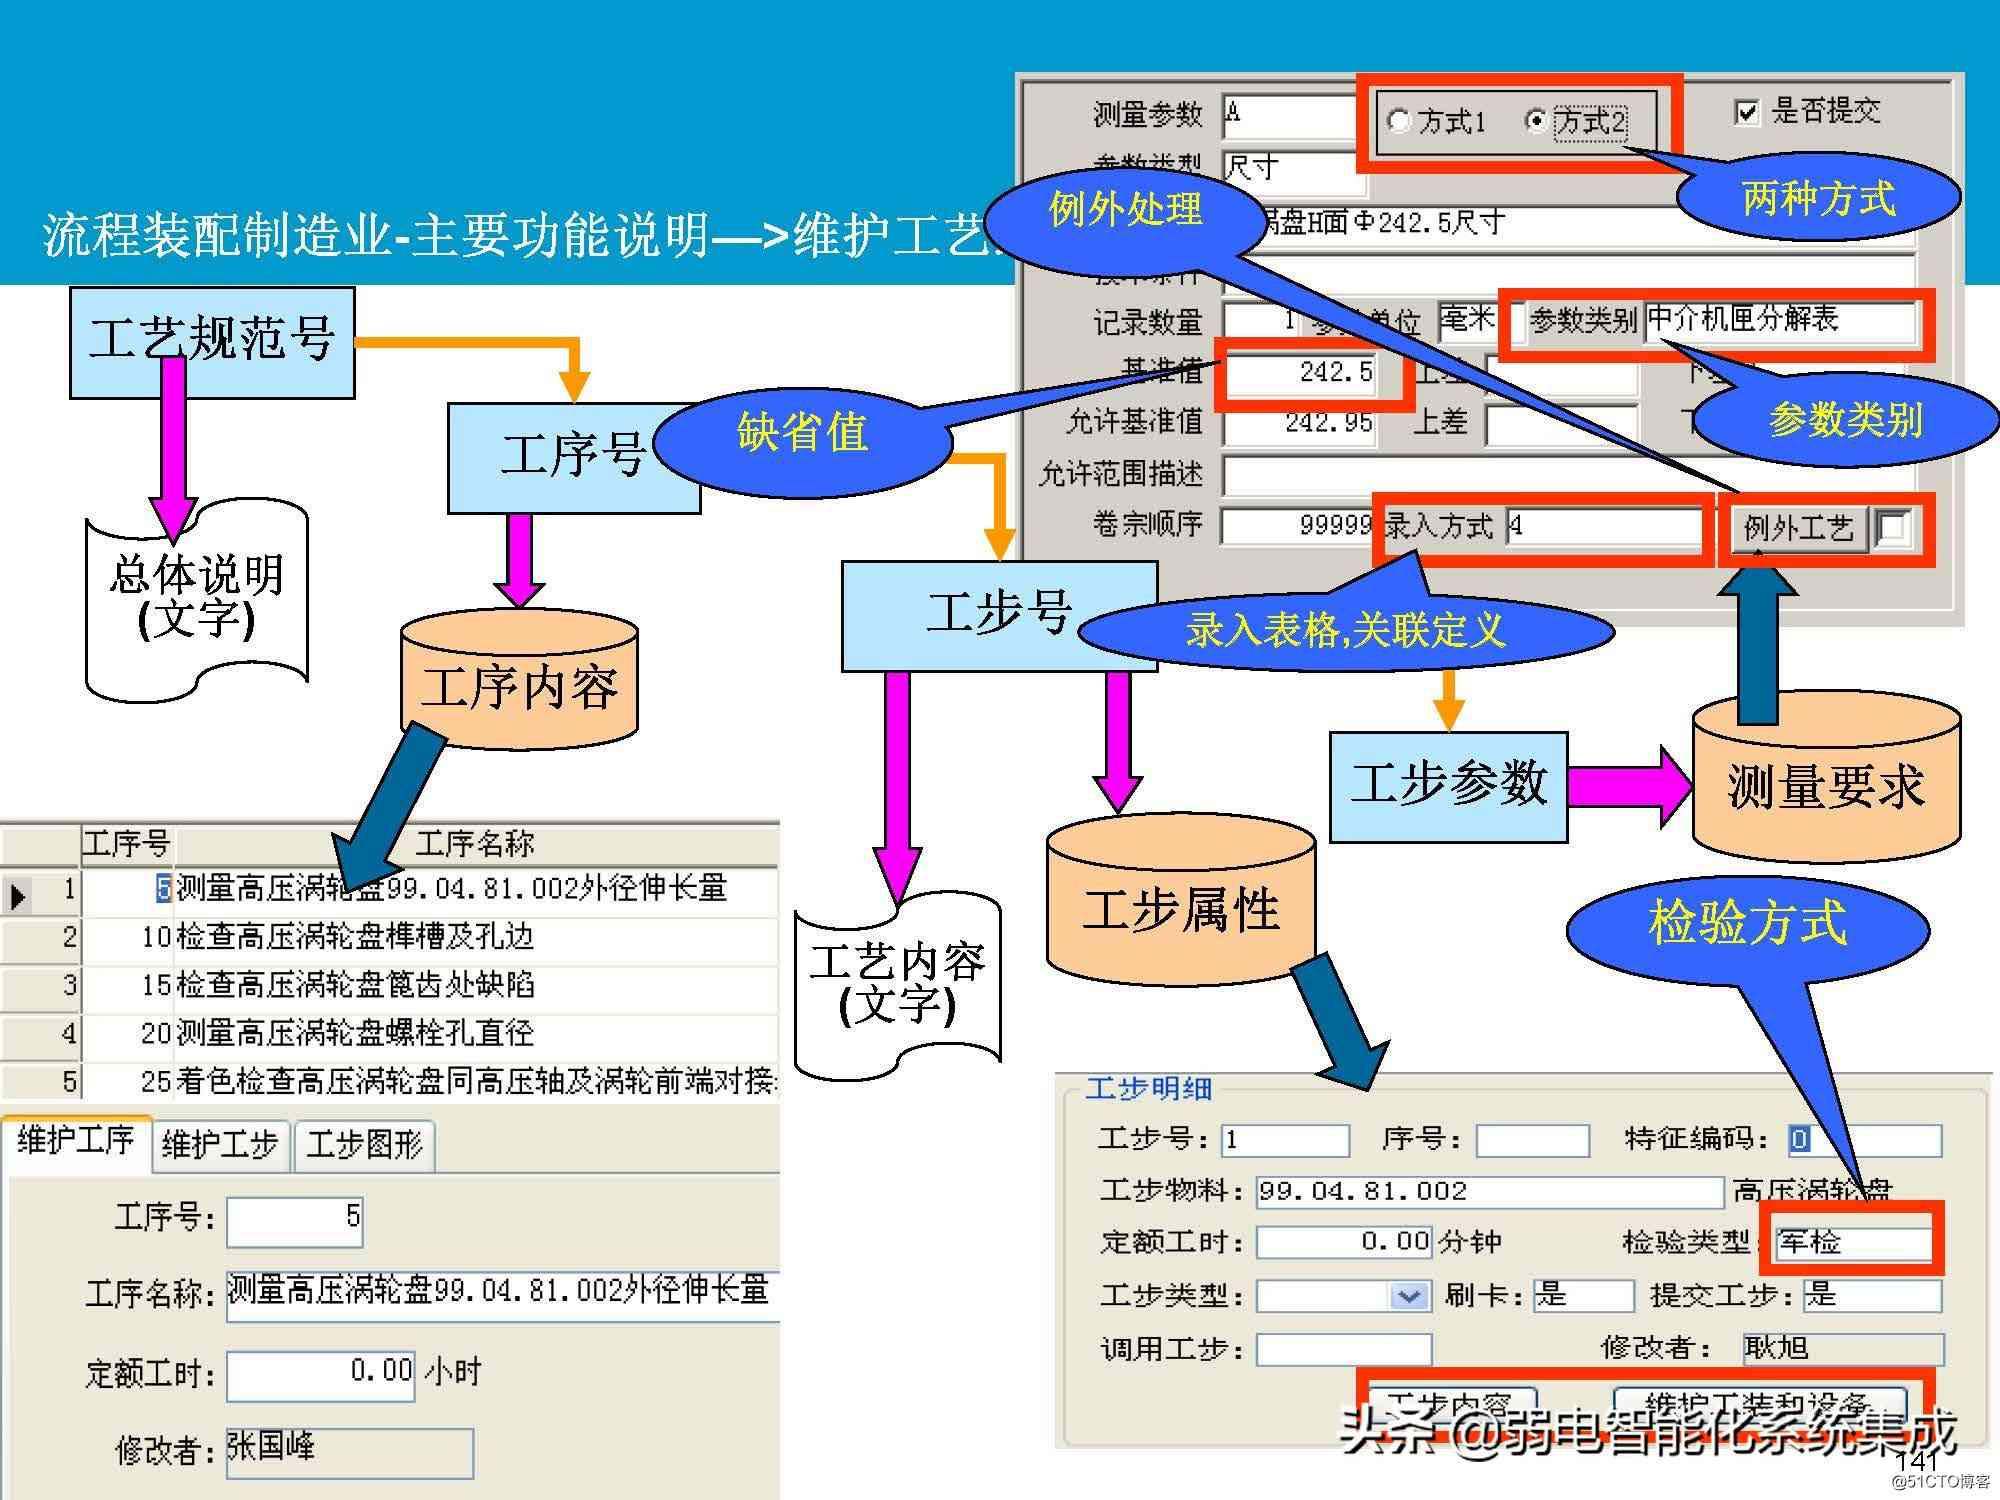 流程装配制造业-主要功能说明—>维护工艺
测量参数 A
方式1 方式2
是否提交
参数类型 尺寸
两种方式
例外处理
盘H面Φ242.5尺寸
记录数量 1 单位 毫米 参数类别 中介机匣分解表
基准值 242.5 上差
参数类别
允许基准值 242.95 上差
缺省值
允许范围描述
卷宗顺序 99999 录入方式 4 例外工艺
录入表格,关联定义
工艺规范号
总体说明
(文字)
工序号
工序内容
工步号
工艺内容
(文字)
工步属性
工步参数
测量要求
检验方式
工序号 工序名称
1 5 测量高压涡轮盘99.04.81.002外径伸长量
2 10 检查高压涡轮盘榫槽及孔边
3 15 检查高压涡轮盘篦齿处缺陷
4 20 测量高压涡轮盘螺栓孔直径
5 25 着色检查高压涡轮盘同高压轴及涡轮前端对接
维护工序 维护工步 工步图形
工序号: 5
工序名称: 测量高压涡轮盘99.04.81.002外径伸长量
定额工时: 0.00 小时
修改者: 张国峰
工步明细
工步号: 1 序号: 特征编码: 0
工步物料: 99.04.81.002 高压涡轮盘
定额工时: 0.00 分钟 检验类型: 军检
工步类型: 刷卡: 是 提交工步: 是
调用工步: 修改者: 耿旭
工步内容 维护工装和设备
头条 @弱电智能化系统集成
141
@51CTO博客